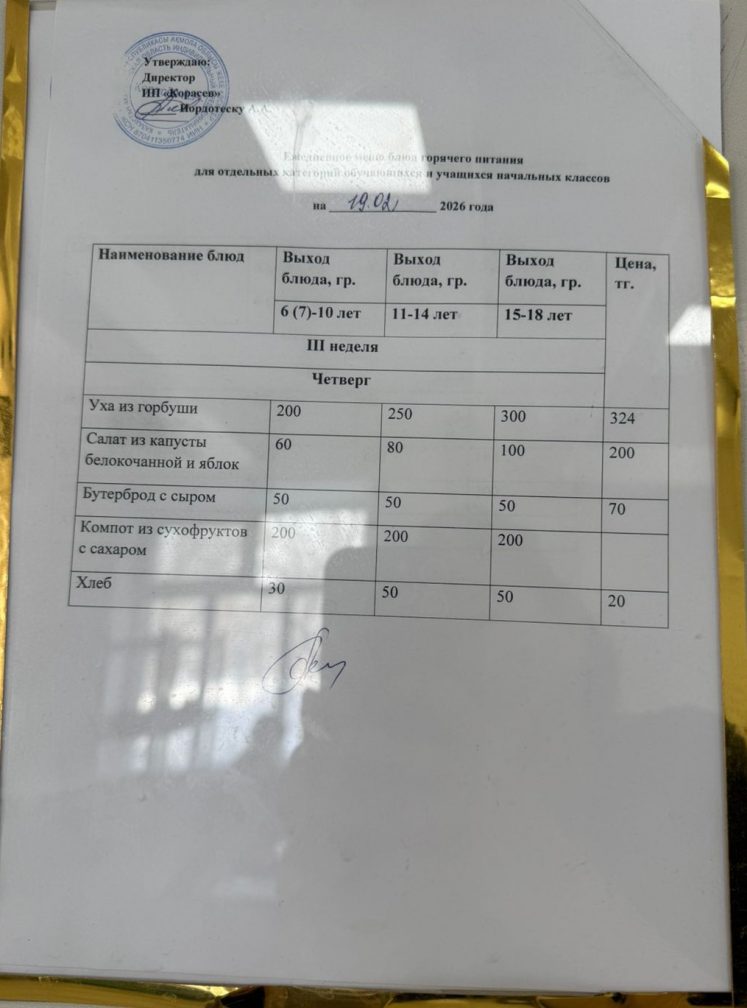 Утверждаю:
Директор
ИП «Корасев»
Йордотеску А.А.
Ежедневное меню блюд горячего питания
для отдельных категорий обучающихся и учащихся начальных классов
на 19.02 2026 года
Наименование блюд Выход блюда, гр. Выход блюда, гр. Выход блюда, гр. Цена, тг.
6 (7)-10 лет 11-14 лет 15-18 лет
III неделя
Четверг
Уха из горбуши 200 250 300 324
Салат из капусты белокочанной и яблок 60 80 100 200
Бутерброд с сыром 50 50 50 70
Компот из сухофруктов с сахаром 200 200 200
Хлеб 30 50 50 20